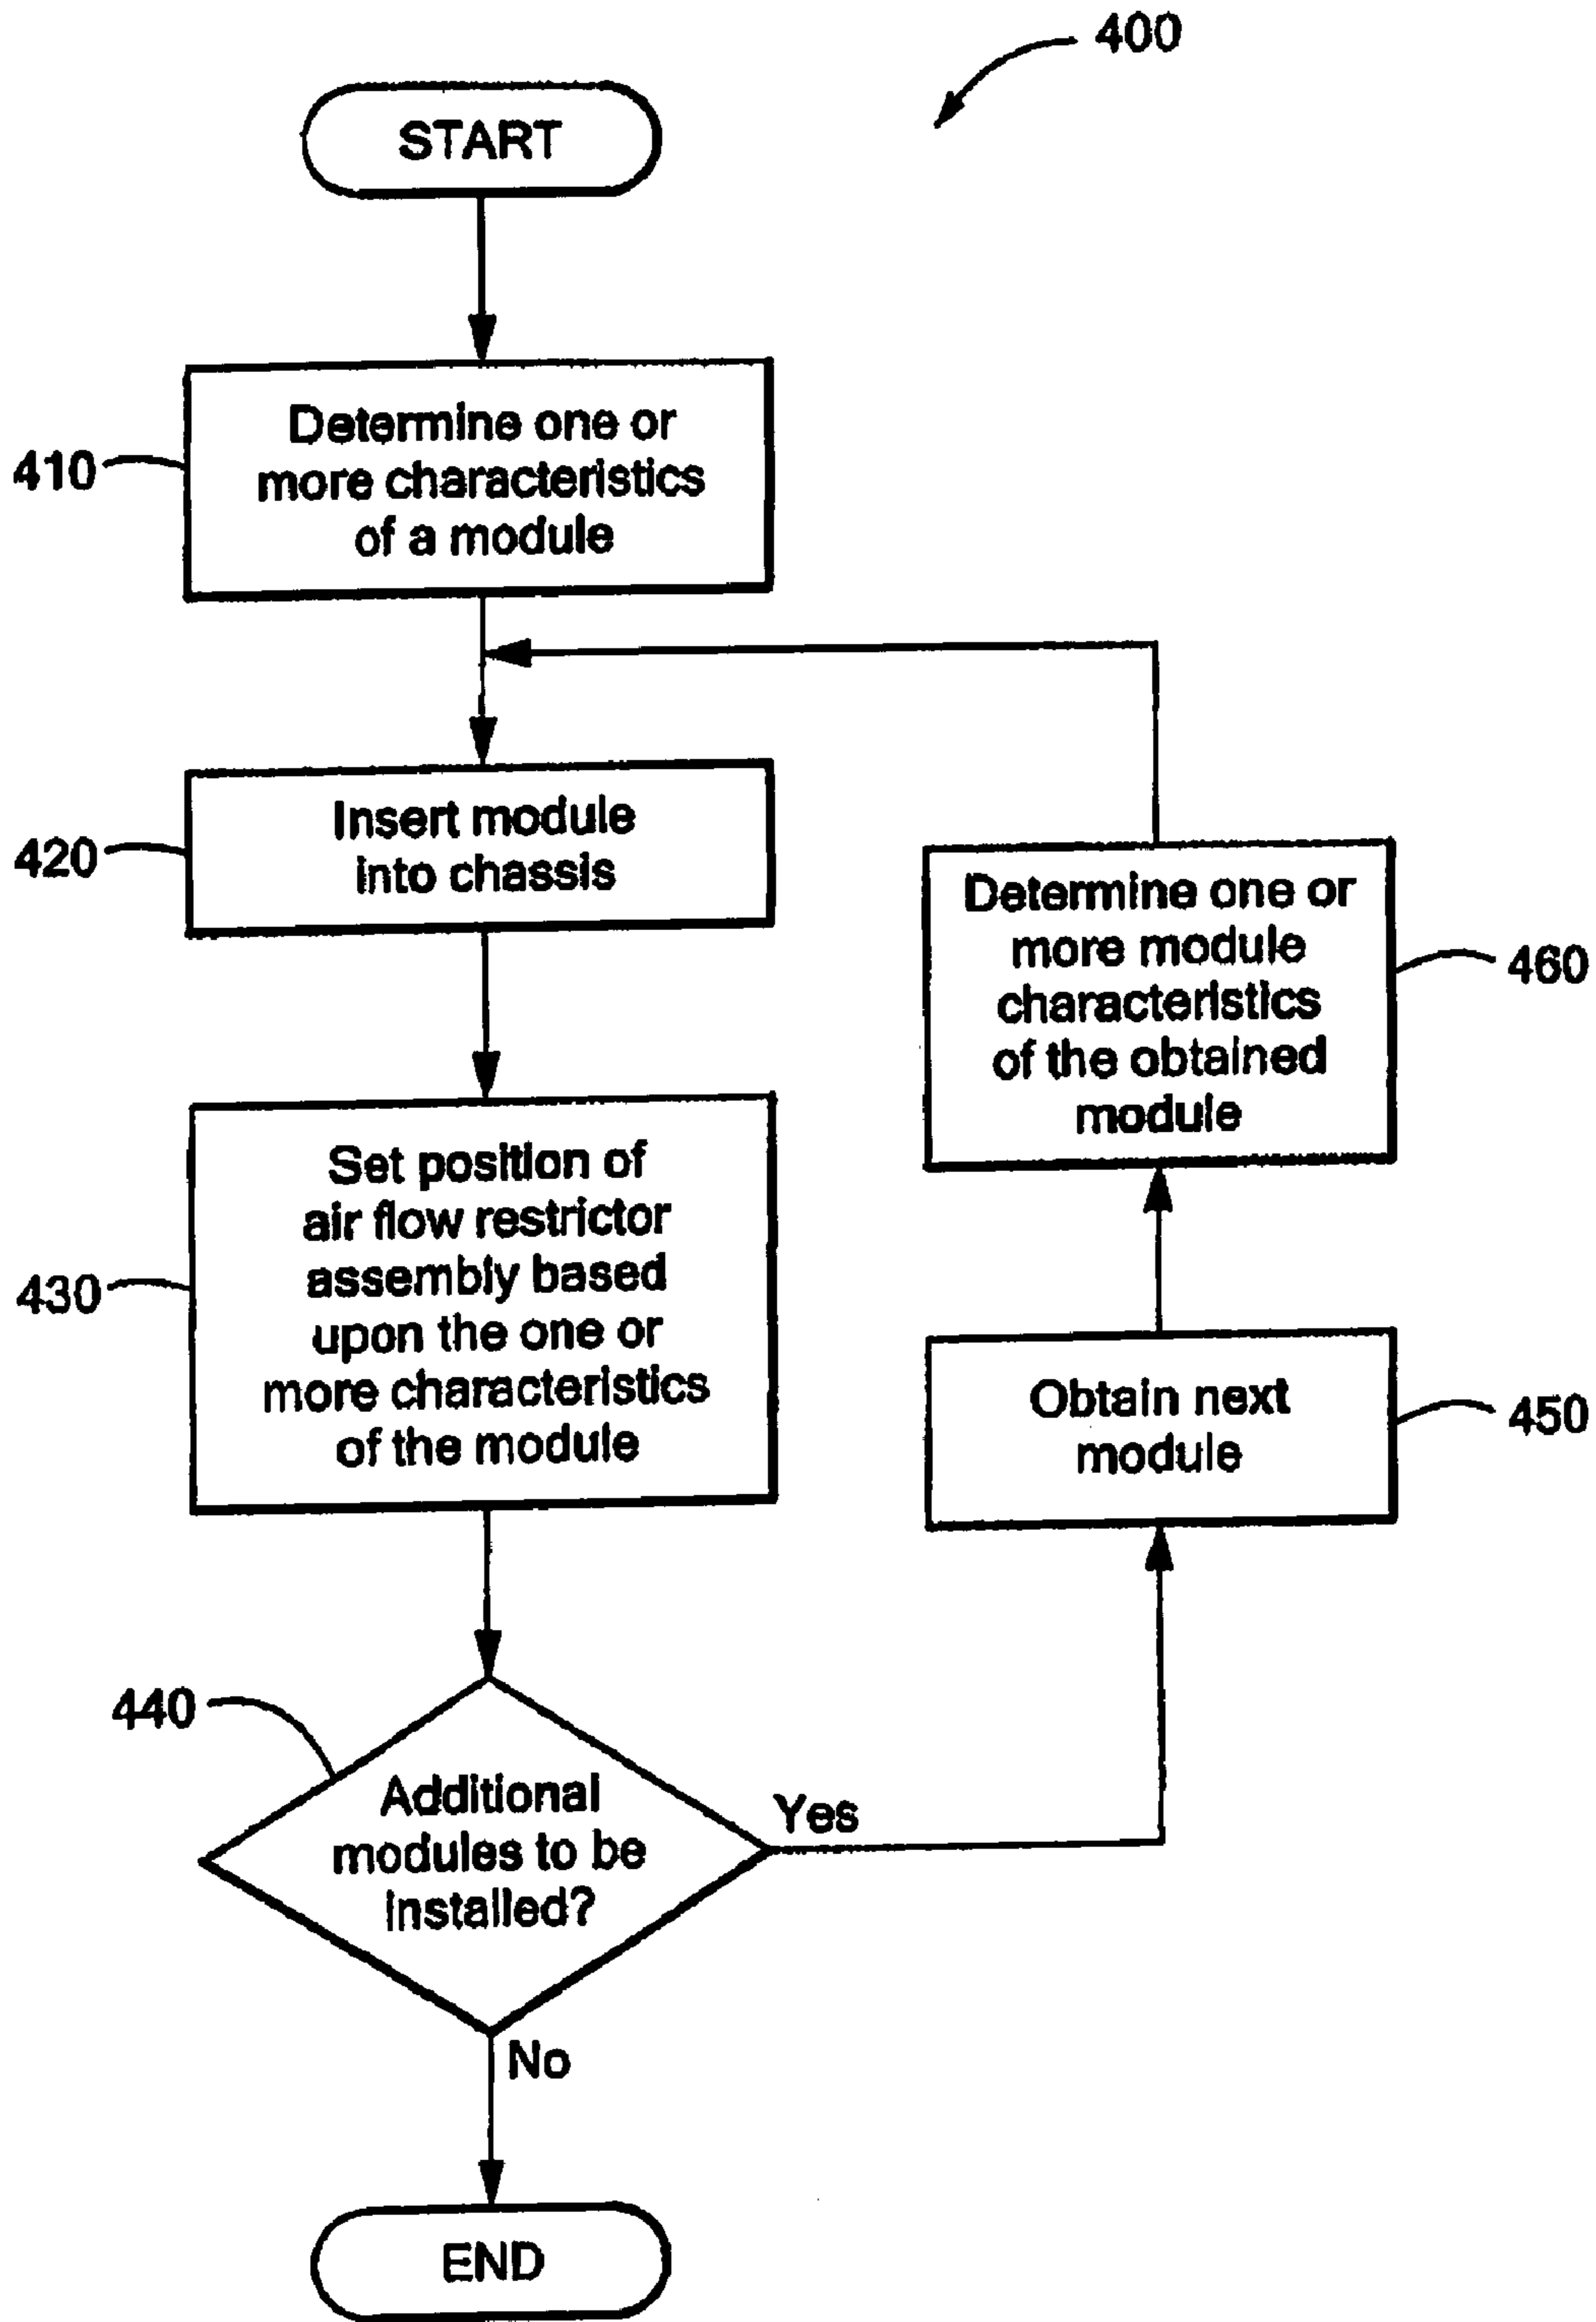 400
START
410
Determine one or
more characteristics
of a module
420
Insert module
into chassis
430
Set position of
air flow restrictor
assembly based
upon the one or
more characteristics
of the module
440
Additional
modules to be
installed?
Yes
No
END
Obtain next
module
450
Determine one or
more module
characteristics
of the obtained
module
460